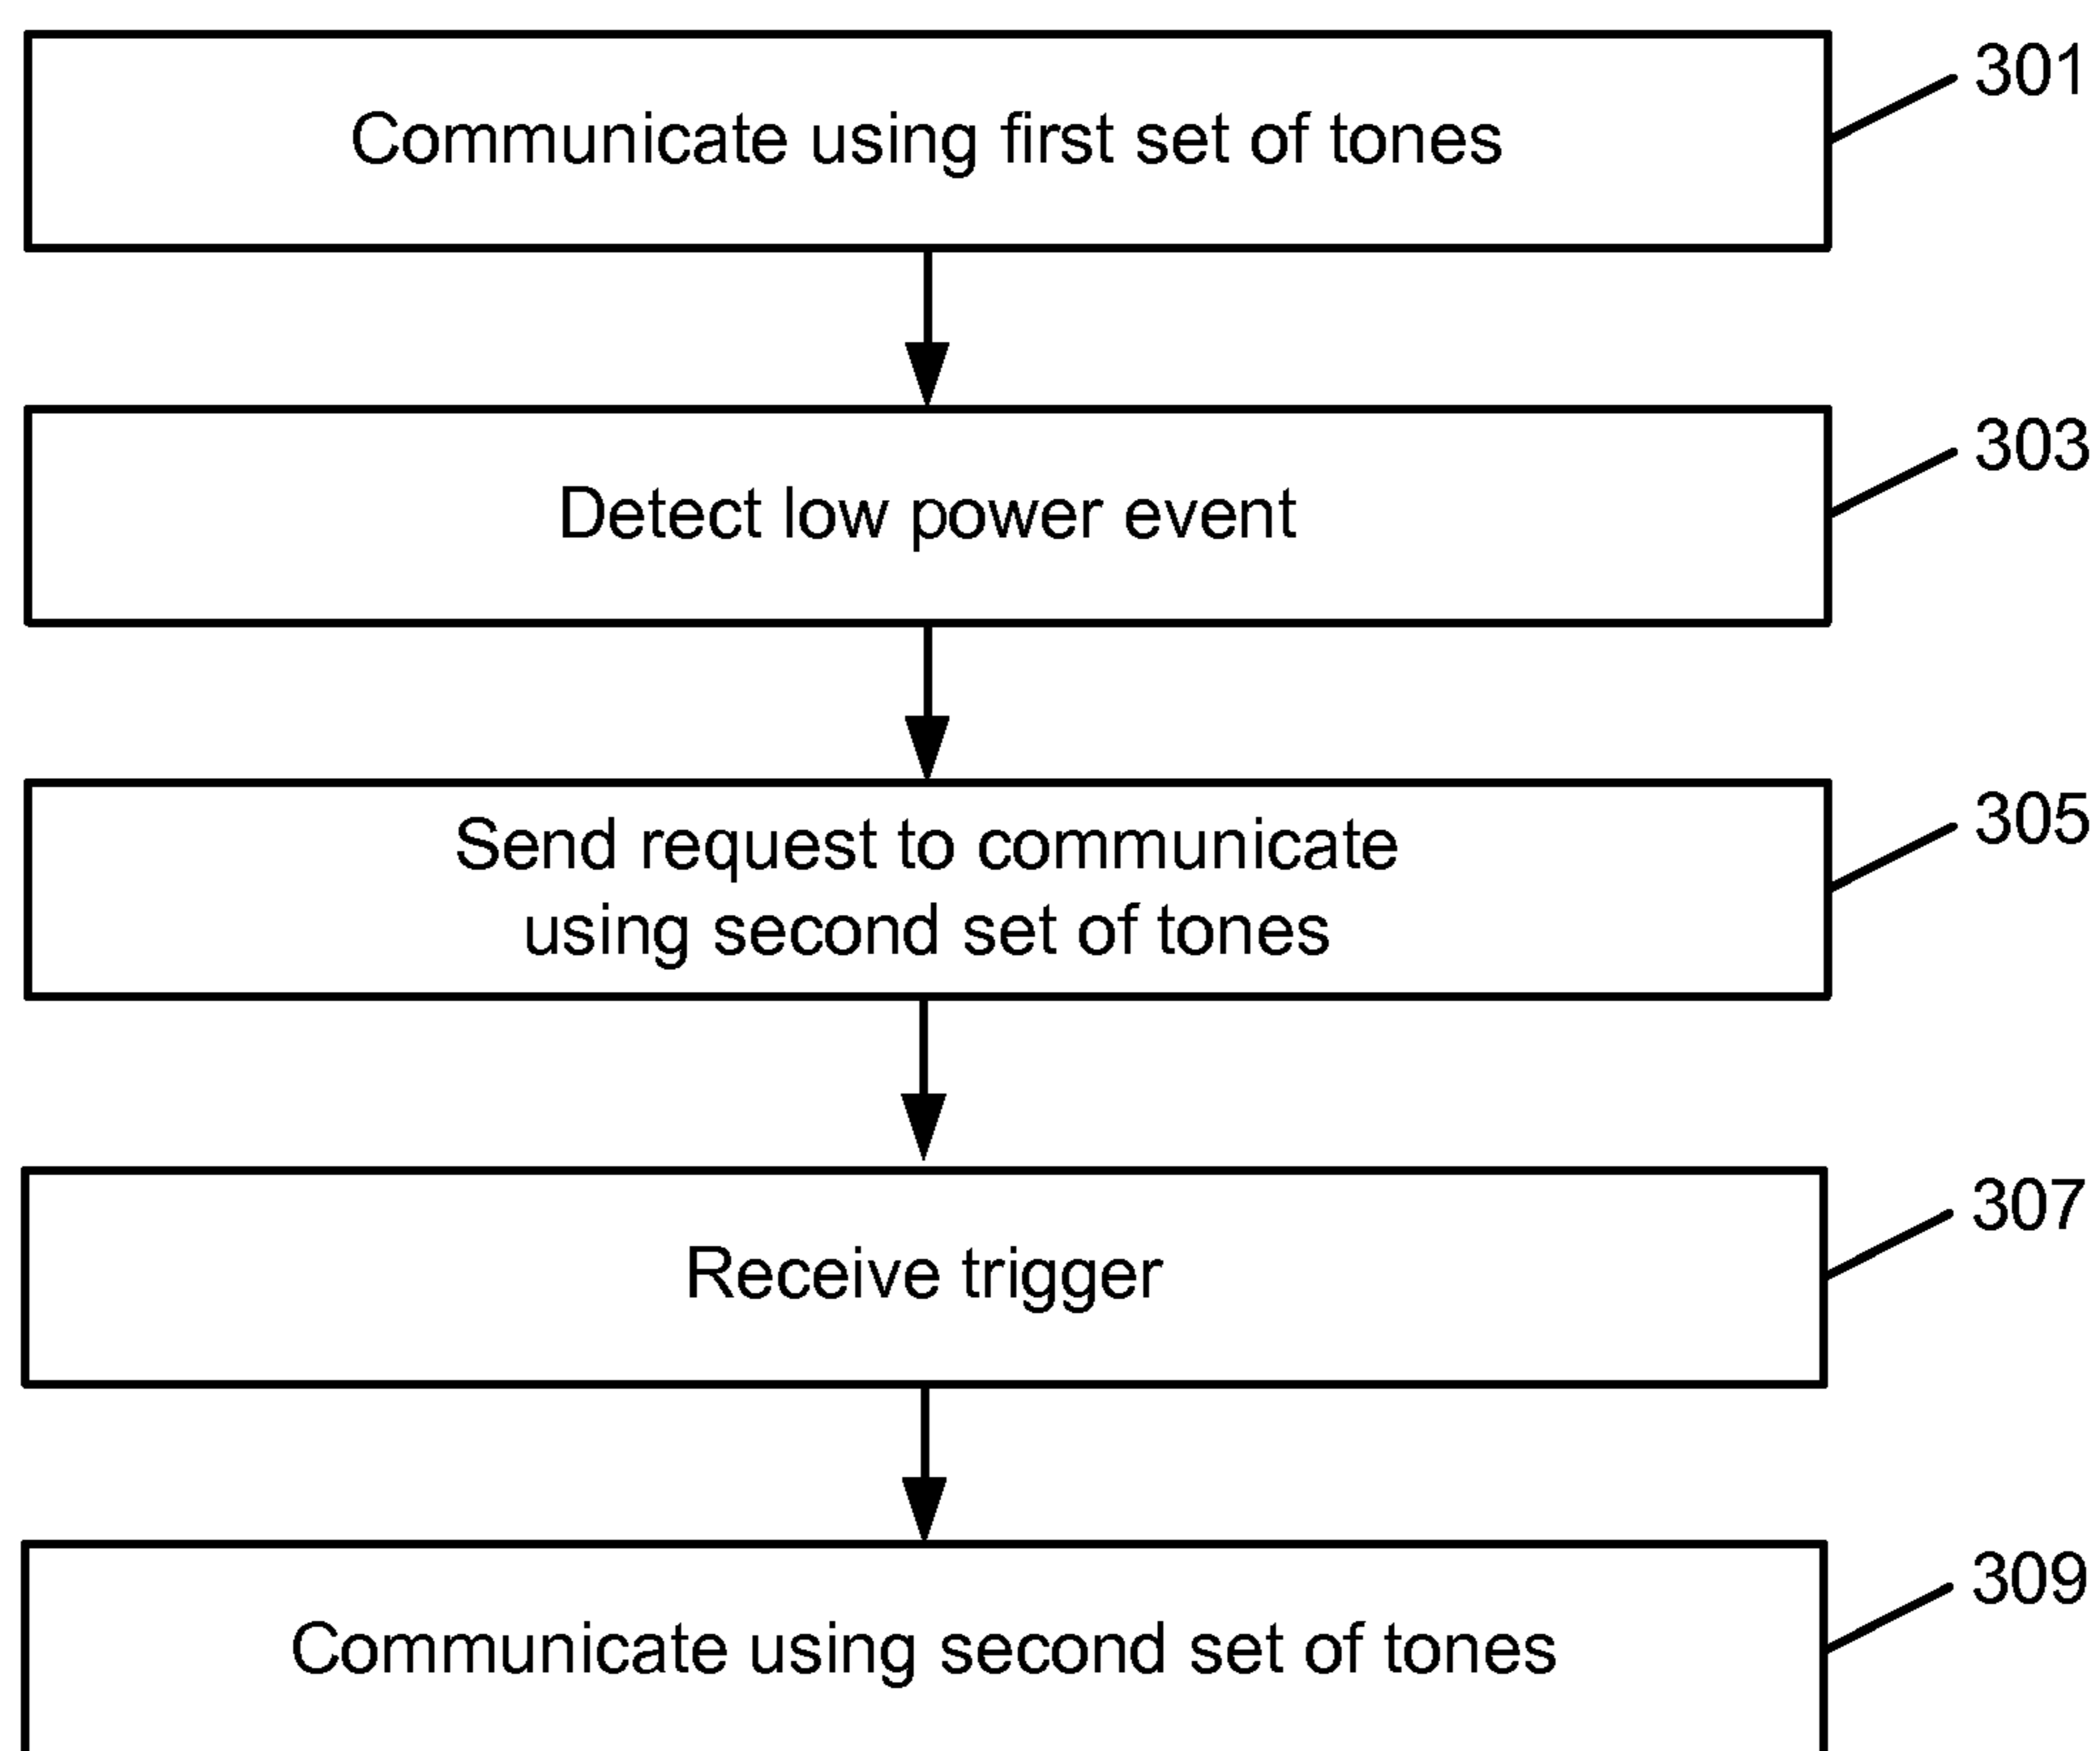 Communicate using first set of tones
301
Detect low power event
303
Send request to communicate
using second set of tones
305
Receive trigger
307
Communicate using second set of tones
309